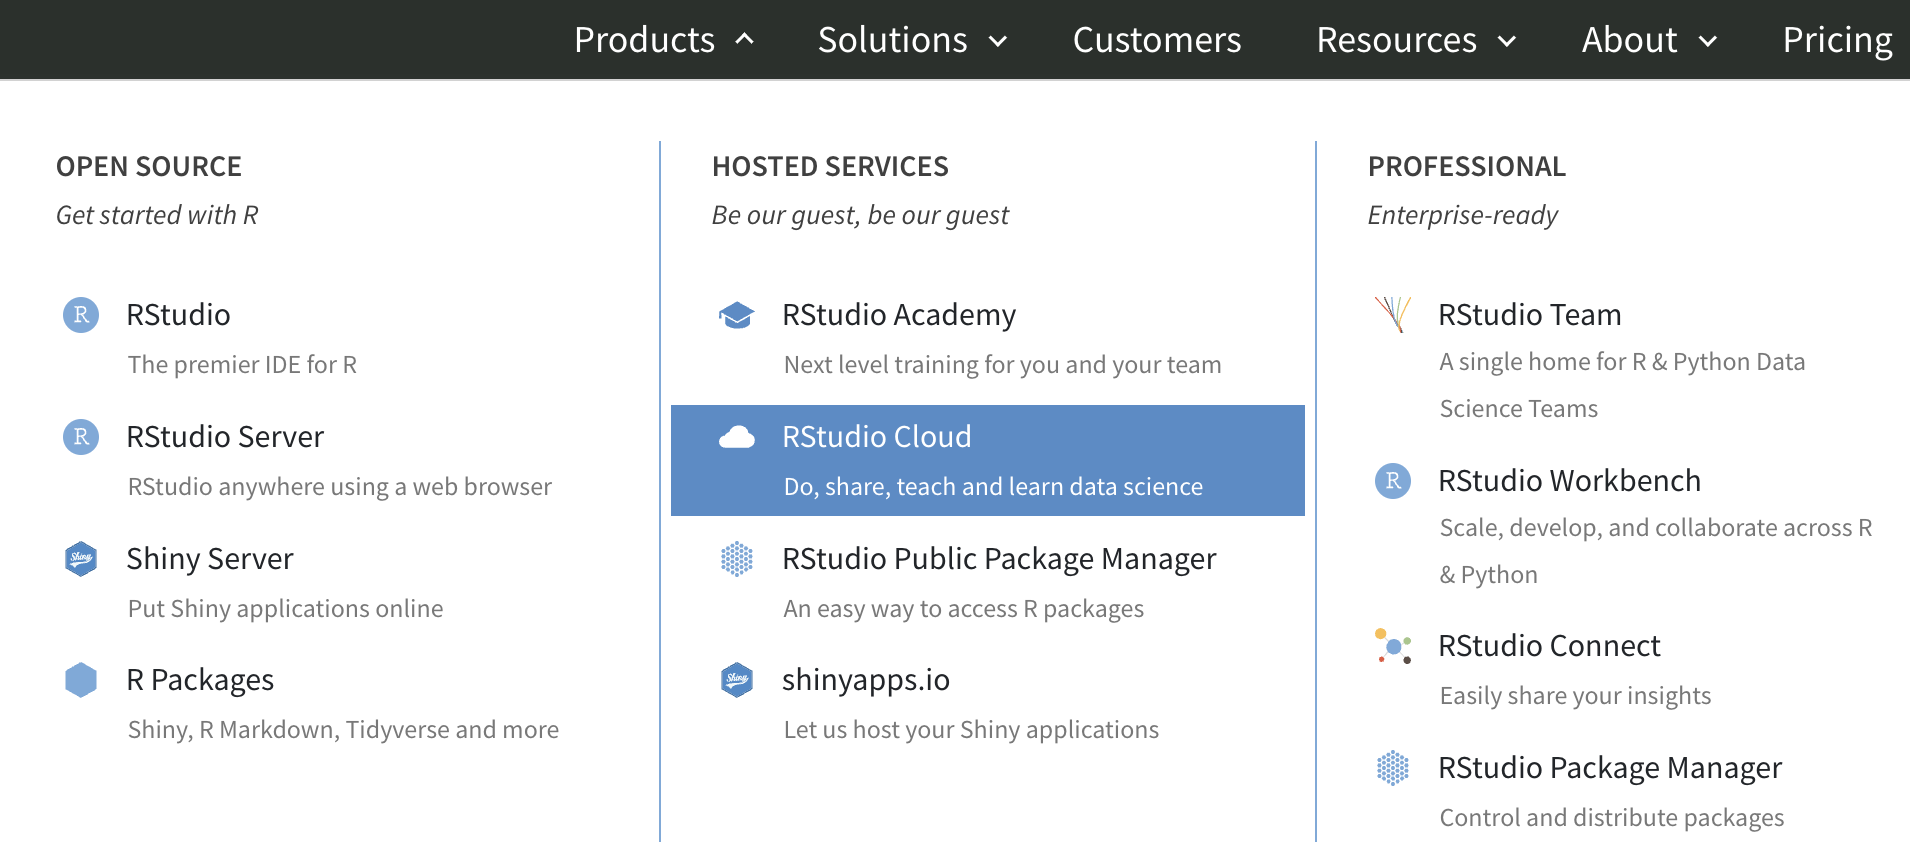 Products
Solutions
Customers
Resources
About
Pricing
OPEN SOURCE
Get started with R
R
RStudio
The premier IDE for R
R
RStudio Server
RStudio anywhere using a web browser
Shiny
Shiny Server
Put Shiny applications online
R Packages
Shiny, R Markdown, Tidyverse and more
HOSTED SERVICES
Be our guest, be our guest
RStudio Academy
Next level training for you and your team
RStudio Cloud
Do, share, teach and learn data science
RStudio Public Package Manager
An easy way to access R packages
Shiny
shinyapps.io
Let us host your Shiny applications
PROFESSIONAL
Enterprise-ready
RStudio Team
A single home for R & Python Data
Science Teams
R
RStudio Workbench
Scale, develop, and collaborate across R
& Python
RStudio Connect
Easily share your insights
RStudio Package Manager
Control and distribute packages